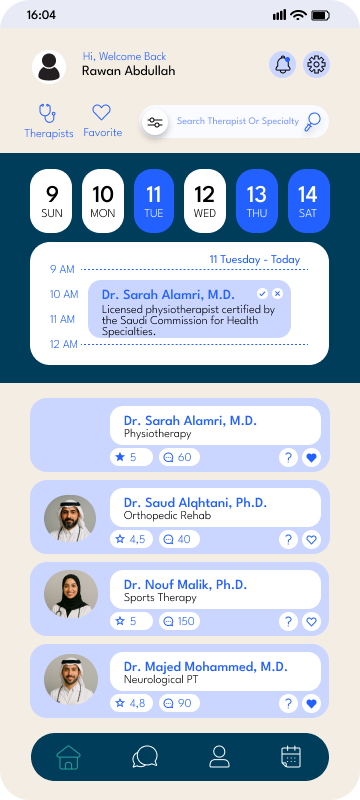 16:04
Hi, Welcome Back
Rawan Abdullah
Therapists
Favorite
Search Therapist Or Specialty
9 10 11 12 13 14
SUN MON TUE WED THU SAT
11 Tuesday - Today
9 AM
10 AM
Dr. Sarah Alamri, M.D.
Licensed physiotherapist certified by
11 AM
the Saudi Commission for Health
Specialties.
12 AM
Dr. Sarah Alamri, M.D.
Physiotherapy
5 60 ?
Dr. Saud Alqhtani, Ph.D.
Orthopedic Rehab
4,5 40 ?
Dr. Nouf Malik, Ph.D.
Sports Therapy
5 150 ?
Dr. Majed Mohammed, M.D.
Neurological PT
4,8 90 ?